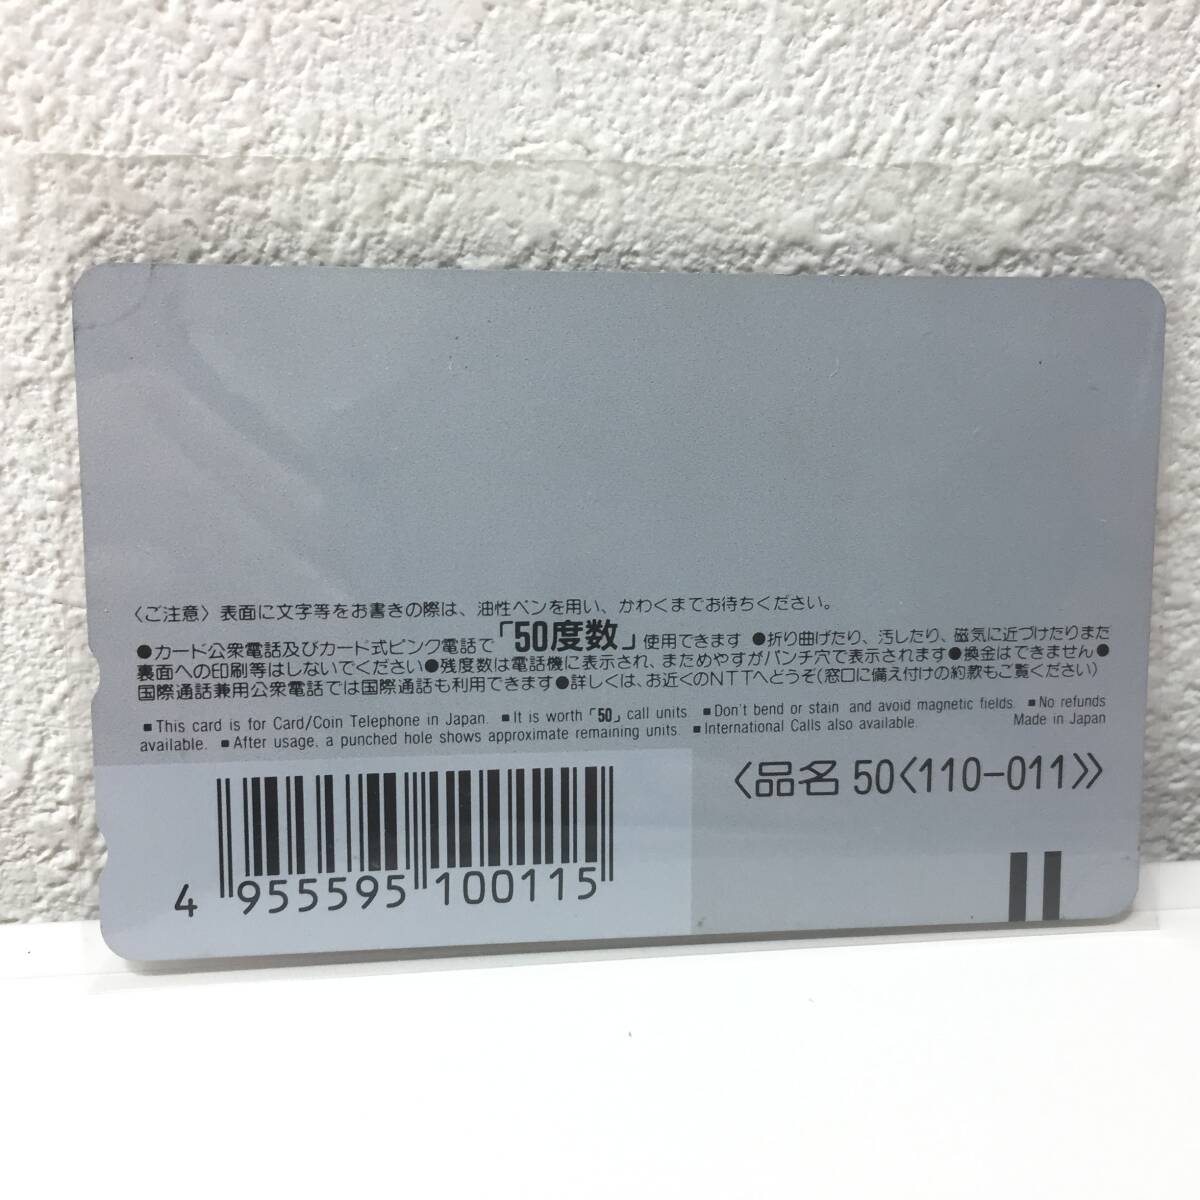 〈ご注意〉表面に文字等をお書きの際は、油性ペンを用い、かわくまでお待ちください。
●カード公衆電話及びカード式ピンク電話で「50度数」使用できます ●折り曲げたり、汚したり、磁気に近づけたりまた
裏面への印刷等はしないでください●残度数は電話機に表示され、まためやすがパンチ穴で表示されます●換金はできません●
国際通話兼用公衆電話では国際通話も利用できます●詳しくは、お近くのNTTへどうぞ(窓口に備え付けの約款もご覧ください)
■This card is for Card/Coin Telephone in Japan. ■It is worth「50」call units ■Don't bend or stain and avoid magnetic fields. ■No refunds
available. ■After usage, a punched hole shows approximate remaining units. ■International Calls also available. Made in Japan
〈品名 50〈110-011〉〉
4 955595 100115